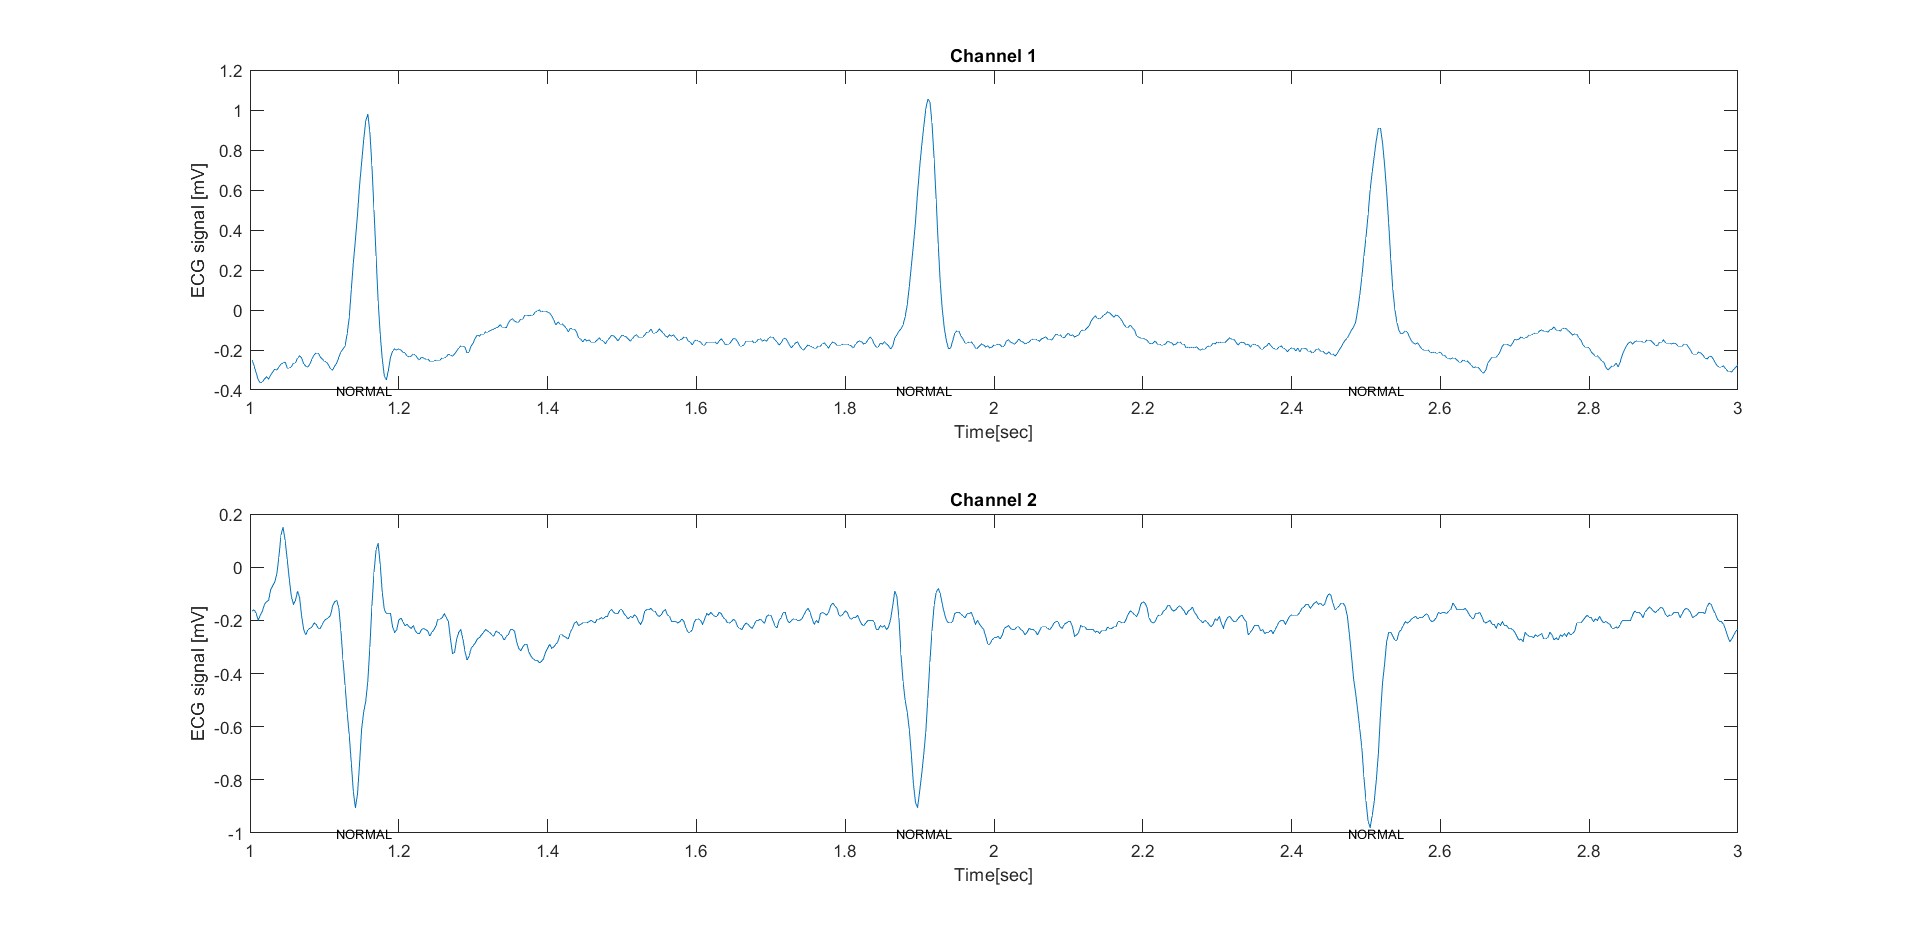 Channel 1
1.2
1
0.8
0.6
0.4
0.2
0
-0.2
-0.4
ECG signal [mV]
NORMAL NORMAL NORMAL
1 1.2 1.4 1.6 1.8 2 2.2 2.4 2.6 2.8 3
Time[sec]
Channel 2
0.2
0
-0.2
-0.4
-0.6
-0.8
-1
ECG signal [mV]
NORMAL NORMAL NORMAL
1 1.2 1.4 1.6 1.8 2 2.2 2.4 2.6 2.8 3
Time[sec]